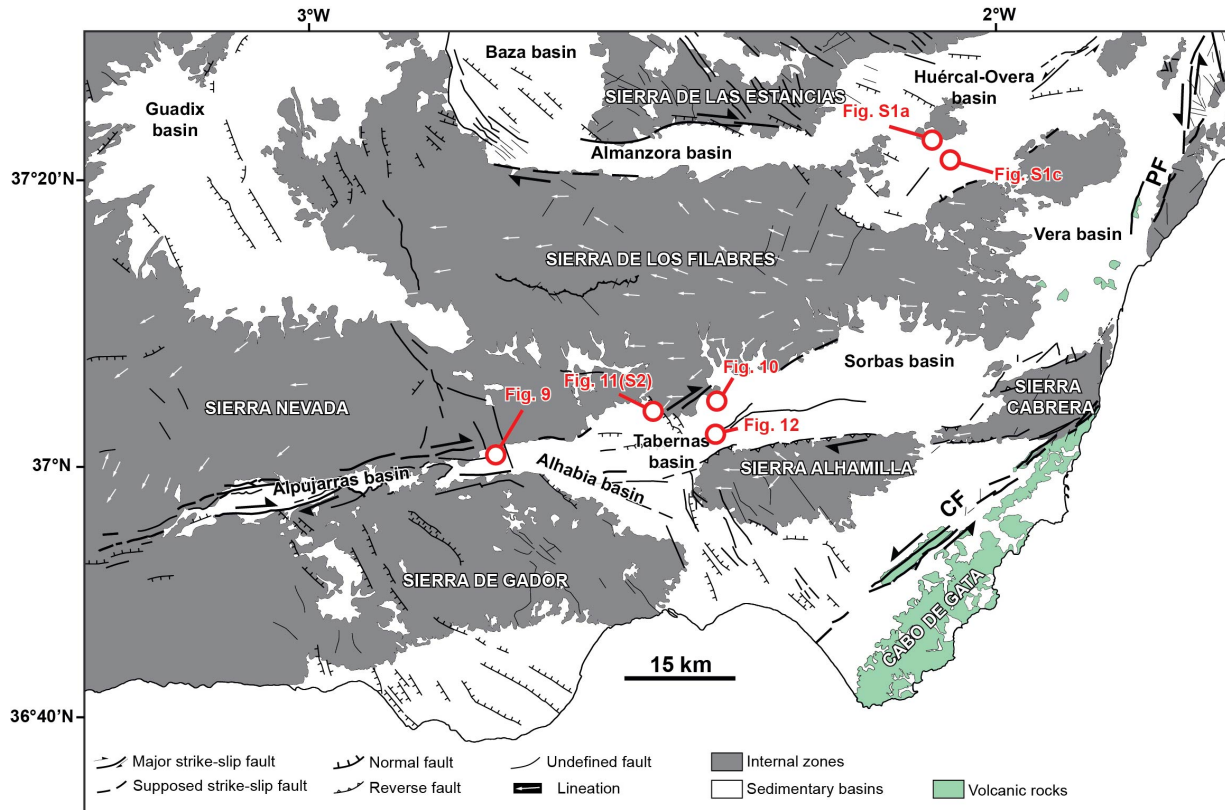 3°W
2°W
Baza basin
Huércal-Overa
basin
Guadix
basin
SIERRA DE LAS ESTANCIAS
Fig. S1a
Almanzora basin
37°20'N
Fig. S1c
PF
Vera basin
SIERRA DE LOS FILABRES
Sorbas basin
Fig. 10
Fig. 11(S2)
Fig. 9
SIERRA NEVADA
SIERRA
CABRERA
Fig. 12
Tabernas
basin
37°N
SIERRA ALHAMILLA
Alhabia basin
Alpujarras basin
CF
SIERRA DE GADOR
CABO DE GATA
15 km
36°40'N
Major strike-slip fault
Normal fault
Undefined fault
Internal zones
Supposed strike-slip fault
Reverse fault
Lineation
Sedimentary basins
Volcanic rocks